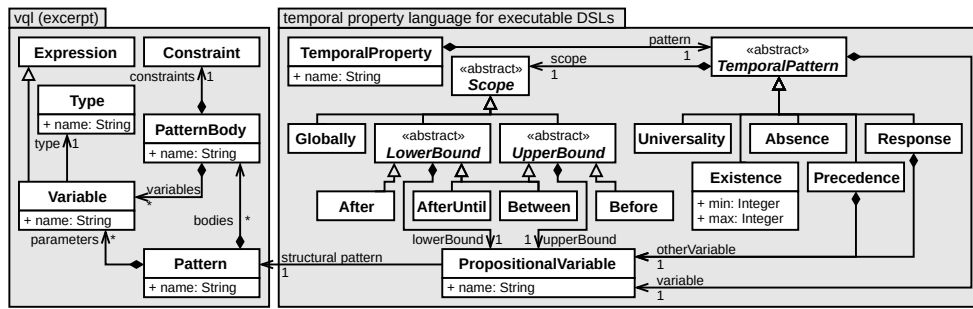 vql (excerpt)
Expression
Constraint
constraints
1
Type
+ name: String
PatternBody
+ name: String
type
1
Variable
+ name: String
variables
*
parameters
*
bodies
*
Pattern
+ name: String
temporal property language for executable DSLs
TemporalProperty
+ name: String
pattern
1
scope
1
«abstract»
Scope
«abstract»
TemporalPattern
Globally
«abstract»
LowerBound
«abstract»
UpperBound
Universality
Absence
Response
Existence
+ min: Integer
+ max: Integer
Precedence
After
AfterUntil
Between
Before
lowerBound
1
1
upperBound
structural pattern
1
PropositionalVariable
+ name: String
otherVariable
1
variable
1